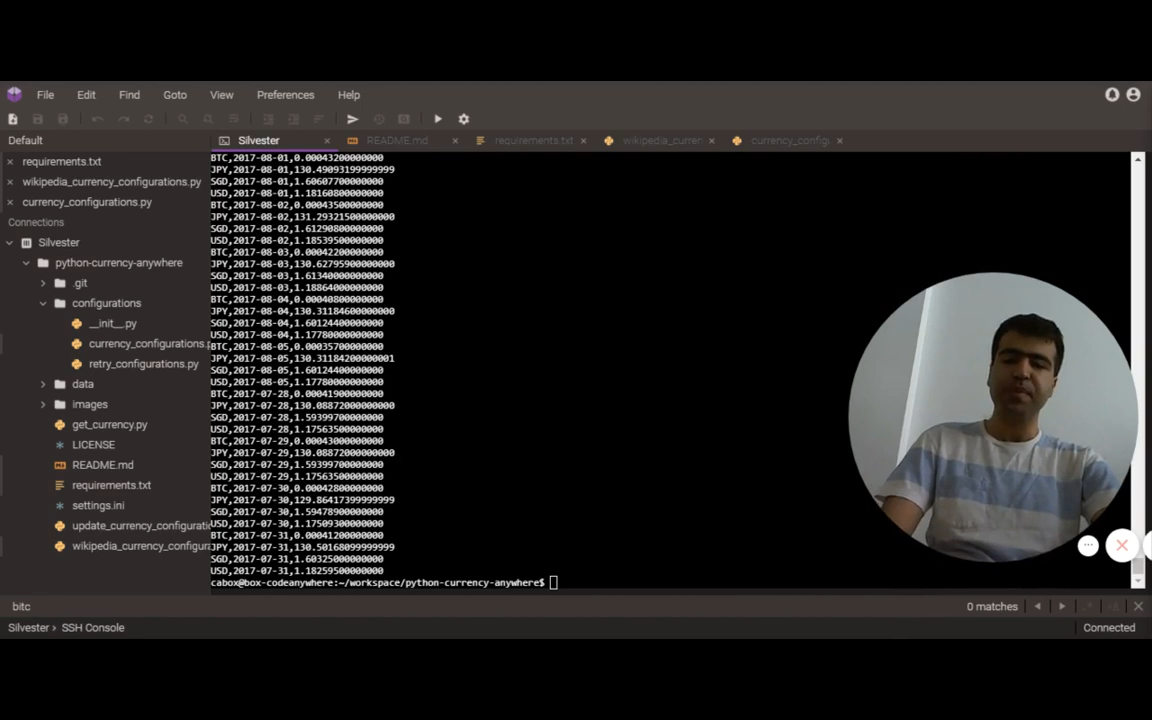 File Edit Find Goto View Preferences Help
Default
Silvester × README.md × requirements.txt × wikipedia_curren × currency_configu ×
× requirements.txt
× wikipedia_currency_configurations.py
× currency_configurations.py
Connections
Silvester
python-currency-anywhere
.git
configurations
__init__.py
currency_configurations.p
retry_configurations.py
data
images
get_currency.py
LICENSE
README.md
requirements.txt
settings.ini
update_currency_configuratio
wikipedia_currency_configura
BTC,2017-08-01,0.00043200000000
JPY,2017-08-01,130.49093199999999
SGD,2017-08-01,1.60607700000000
USD,2017-08-01,1.18160800000000
BTC,2017-08-02,0.00043500000000
JPY,2017-08-02,131.29321500000000
SGD,2017-08-02,1.61290800000000
USD,2017-08-02,1.18539500000000
BTC,2017-08-03,0.00042200000000
JPY,2017-08-03,130.62795900000000
SGD,2017-08-03,1.61340000000000
USD,2017-08-03,1.18864000000000
BTC,2017-08-04,0.00040800000000
JPY,2017-08-04,130.31184600000000
SGD,2017-08-04,1.60124400000000
USD,2017-08-04,1.17780000000000
BTC,2017-08-05,0.00035700000000
JPY,2017-08-05,130.31184200000001
SGD,2017-08-05,1.60124400000000
USD,2017-08-05,1.17780000000000
BTC,2017-07-28,0.00041900000000
JPY,2017-07-28,130.08872000000000
SGD,2017-07-28,1.59399700000000
USD,2017-07-28,1.17563500000000
BTC,2017-07-29,0.00043000000000
JPY,2017-07-29,130.08872000000000
SGD,2017-07-29,1.59399700000000
USD,2017-07-29,1.17563500000000
BTC,2017-07-30,0.00042800000000
JPY,2017-07-30,129.86417399999999
SGD,2017-07-30,1.59478900000000
USD,2017-07-30,1.17509300000000
BTC,2017-07-31,0.00041200000000
JPY,2017-07-31,130.50168099999999
SGD,2017-07-31,1.60325000000000
USD,2017-07-31,1.18259500000000
cabox@box-codeanywhere:~/workspace/python-currency-anywhere$
bitc 0 matches
Silvester › SSH Console Connected